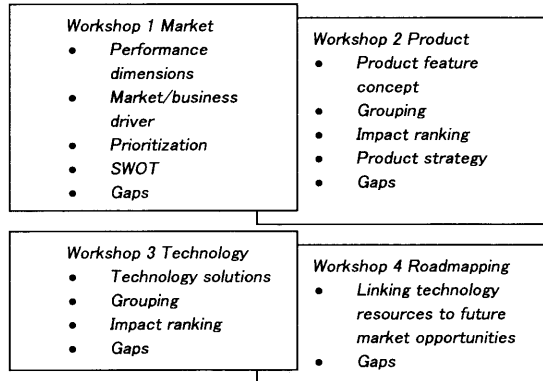 Workshop 1 Market
• Performance
dimensions
• Market/business
driver
• Prioritization
• SWOT
• Gaps
Workshop 2 Product
• Product feature
concept
• Grouping
• Impact ranking
• Product strategy
• Gaps
Workshop 3 Technology
• Technology solutions
• Grouping
• Impact ranking
• Gaps
Workshop 4 Roadmapping
• Linking technology
resources to future
market opportunities
• Gaps